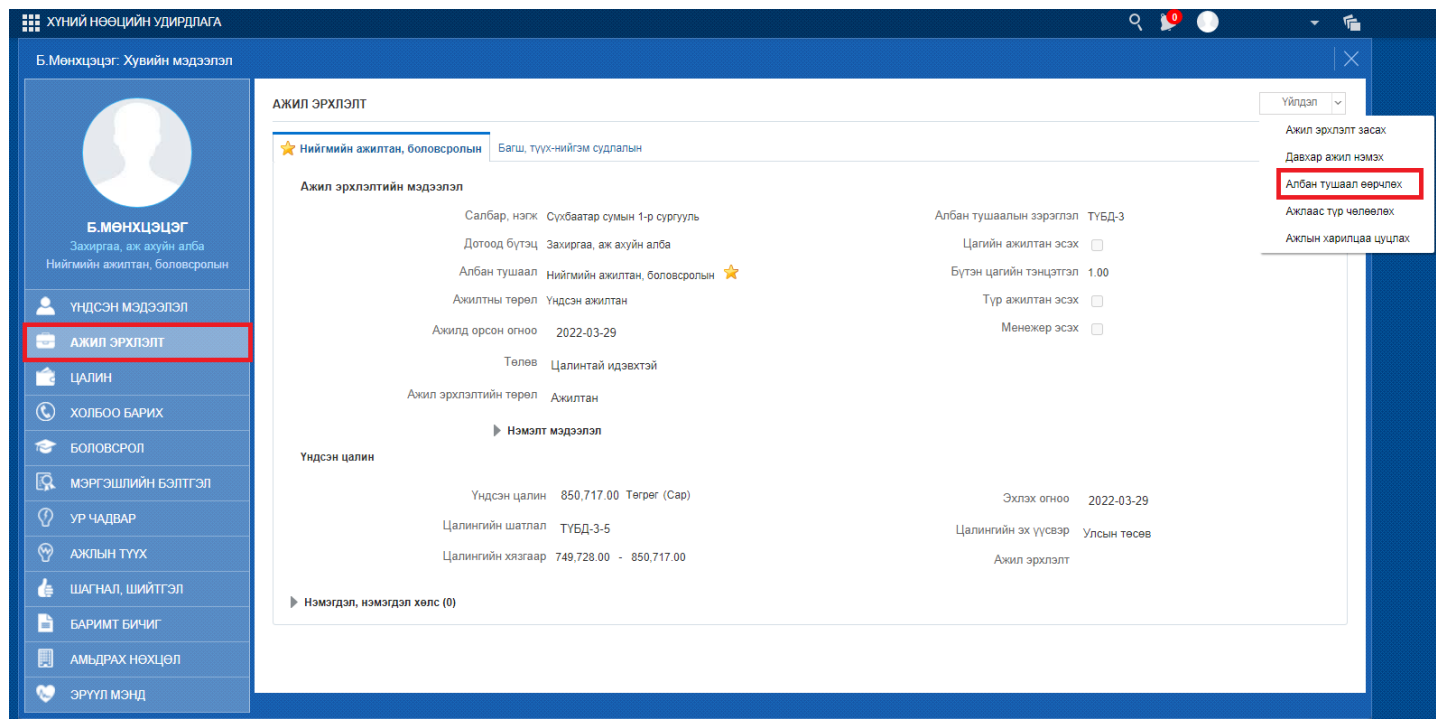 ХҮНИЙ НӨӨЦИЙН УДИРДЛАГА
0
Б.Мөнхцэцэг: Хувийн мэдээлэл
Б.МӨНХЦЭЦЭГ
Захиргаа, аж ахуйн алба
Нийгмийн ажилтан, боловсролын
ҮНДСЭН МЭДЭЭЛЭЛ
АЖИЛ ЭРХЛЭЛТ
ЦАЛИН
ХОЛБОО БАРИХ
БОЛОВСРОЛ
МЭРГЭШЛИЙН БЭЛТГЭЛ
УР ЧАДВАР
АЖЛЫН ТҮҮХ
ШАГНАЛ, ШИЙТГЭЛ
БАРИМТ БИЧИГ
АМЬДРАХ НӨХЦӨЛ
ЭРҮҮЛ МЭНД
АЖИЛ ЭРХЛЭЛТ
Үйлдэл
Ажил эрхлэлт засах
Давхар ажил нэмэх
Албан тушаал өөрчлөх
Ажлаас түр чөлөөлөх
Ажлын харилцаа цуцлах
Нийгмийн ажилтан, боловсролын Багш, түүх-нийгэм судлалын
Ажил эрхлэлтийн мэдээлэл
Салбар, нэгж Сүхбаатар сумын 1-р сургууль Албан тушаалын зэрэглэл ТҮБД-3
Дотоод бүтэц Захиргаа, аж ахуйн алба Цагийн ажилтан эсэх
Албан тушаал Нийгмийн ажилтан, боловсролын Бүтэн цагийн тэнцэтгэл 1.00
Ажилтны төрөл Үндсэн ажилтан Түр ажилтан эсэх
Ажилд орсон огноо 2022-03-29 Менежер эсэх
Төлөв Цалинтай идэвхтэй
Ажил эрхлэлтийн төрөл Ажилтан
Нэмэлт мэдээлэл
Үндсэн цалин
Үндсэн цалин 850,717.00 Төгрөг (Сар) Эхлэх огноо 2022-03-29
Цалингийн шатлал ТҮБД-3-5 Цалингийн эх үүсвэр Улсын төсөв
Цалингийн хязгаар 749,728.00 - 850,717.00 Ажил эрхлэлт
Нэмэгдэл, нэмэгдэл хөлс (0)